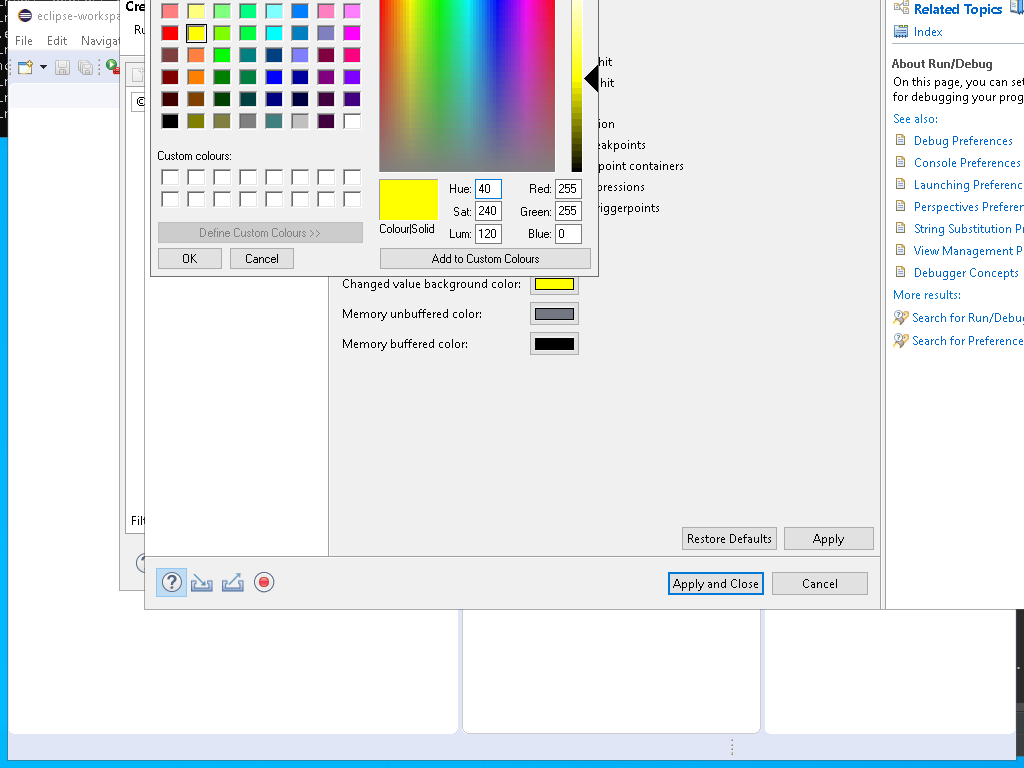 eclipse-workspa
File Edit Navigat
Cre
Ru
Custom colours:
Define Custom Colours >>
OK
Cancel
Colour|Solid
Hue: 40
Sat: 240
Lum: 120
Red: 255
Green: 255
Blue: 0
Add to Custom Colours
hit
hit
ion
eakpoints
point containers
pressions
riggerpoints
Changed value background color:
Memory unbuffered color:
Memory buffered color:
Filt
Restore Defaults
Apply
Apply and Close
Cancel
Related Topics
Index
About Run/Debug
On this page, you can set
for debugging your prog
See also:
Debug Preferences
Console Preferences
Launching Preferenc
Perspectives Preferen
String Substitution Pr
View Management P
Debugger Concepts
More results:
Search for Run/Debug
Search for Preference